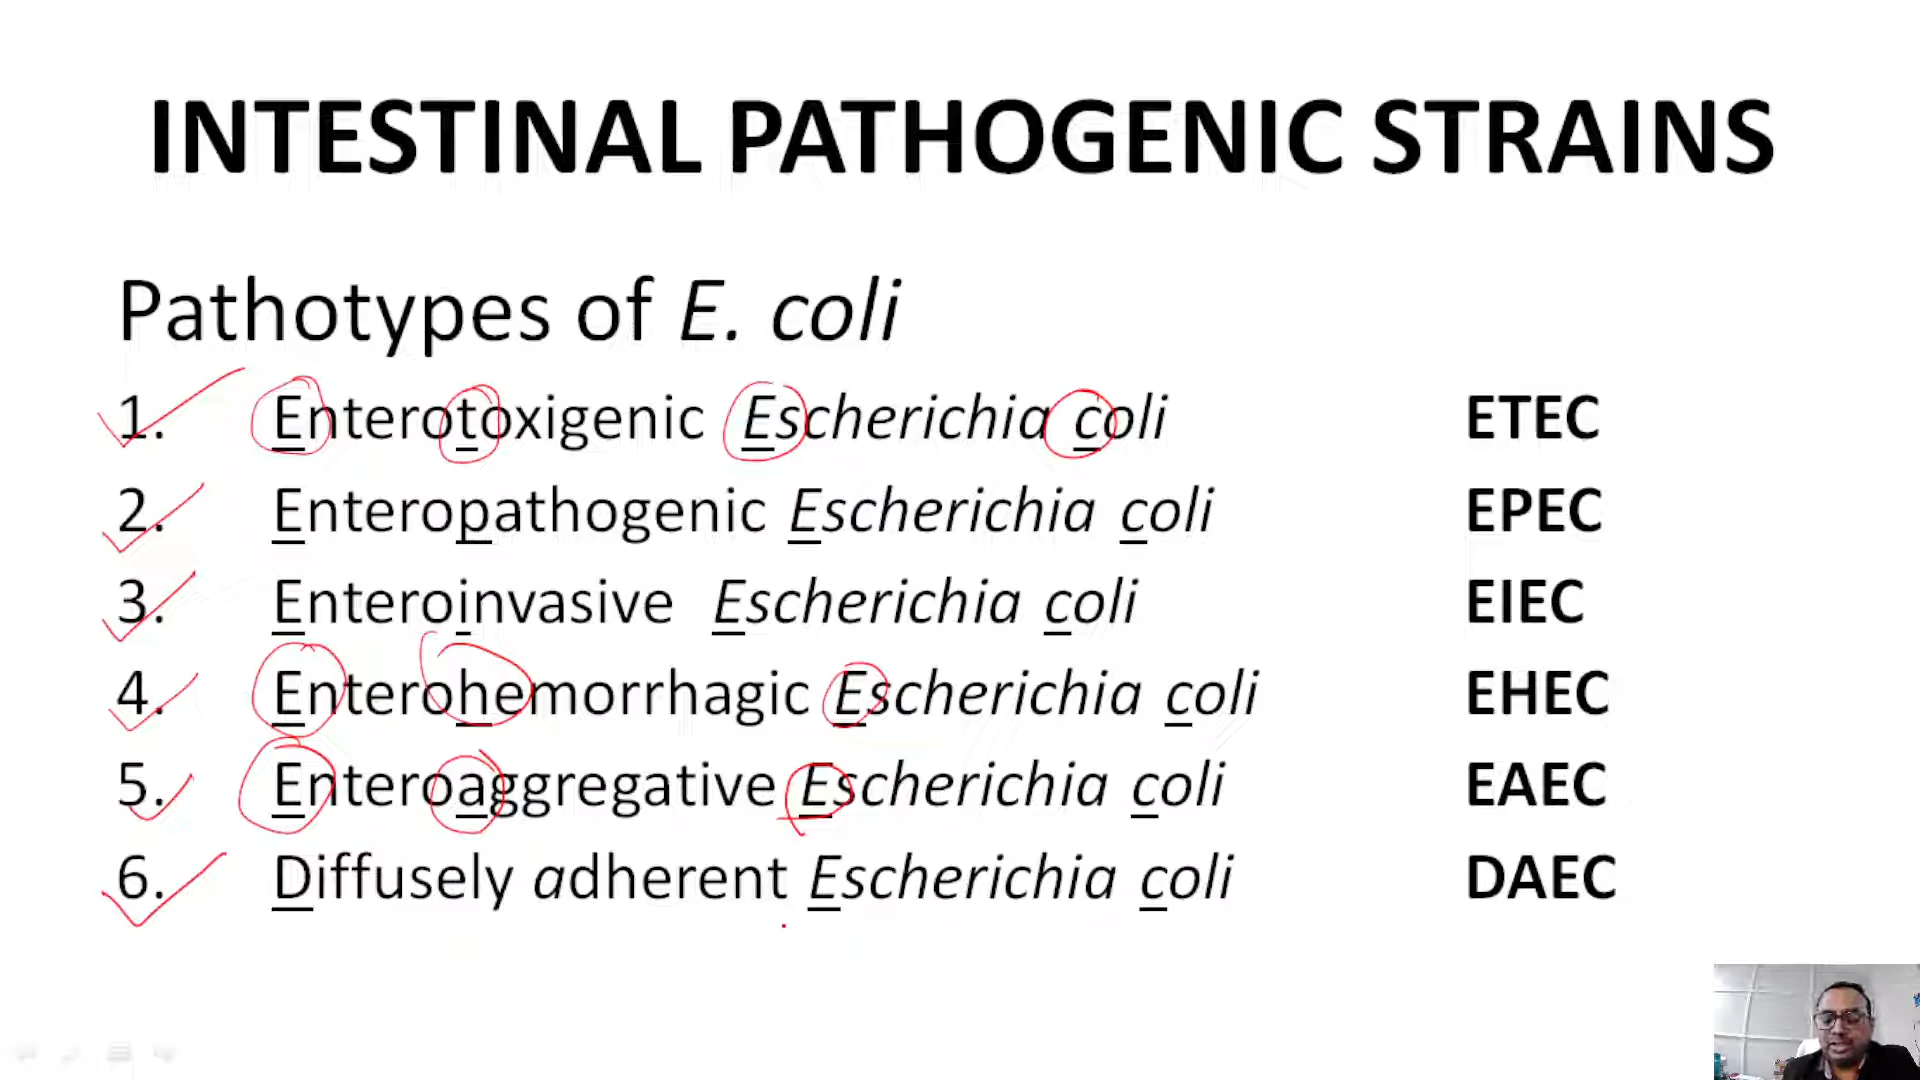 INTESTINAL PATHOGENIC STRAINS
Pathotypes of E. coli
1. Enterotoxigenic Escherichia coli ETEC
2. Enteropathogenic Escherichia coli EPEC
3. Enteroinvasive Escherichia coli EIEC
4. Enterohemorrhagic Escherichia coli EHEC
5. Enteroaggregative Escherichia coli EAEC
6. Diffusely adherent Escherichia coli DAEC